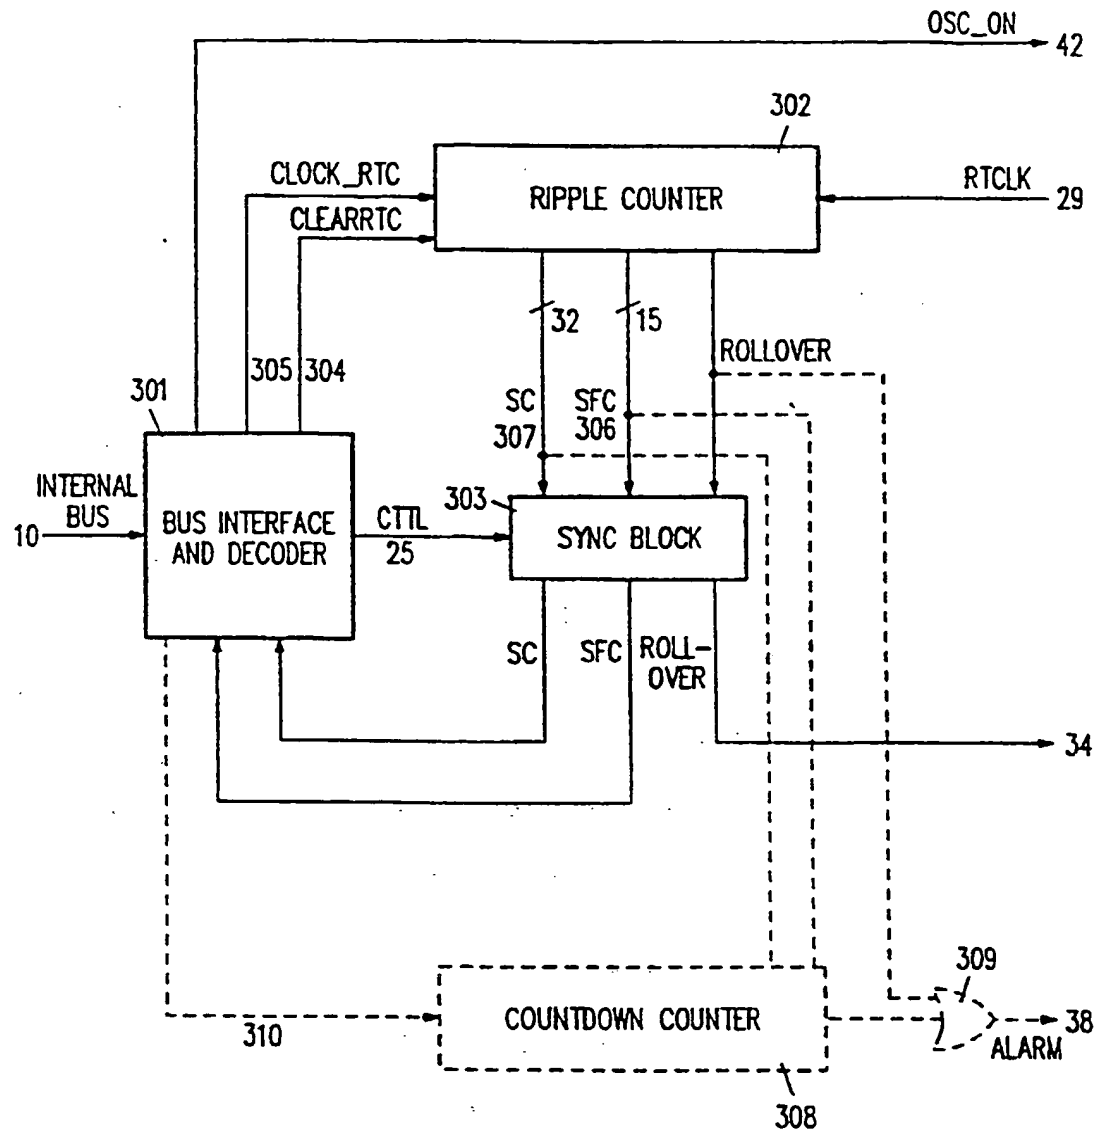 OSC_ON
42
302
CLOCK_RTC
RIPPLE COUNTER
RTCLK
29
CLEARRTC
32
15
305
304
ROLLOVER
301
SC
307
SFC
306
INTERNAL
BUS
10
BUS INTERFACE
AND DECODER
CTTL
25
303
SYNC BLOCK
SC
SFC
ROLL-
OVER
34
310
COUNTDOWN COUNTER
309
38
ALARM
308